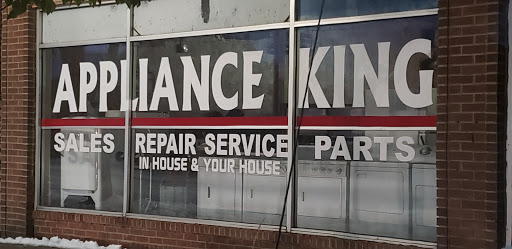 APPLIANCE KING
SALES REPAIR SERVICE PARTS
IN HOUSE & YOUR HOUSE